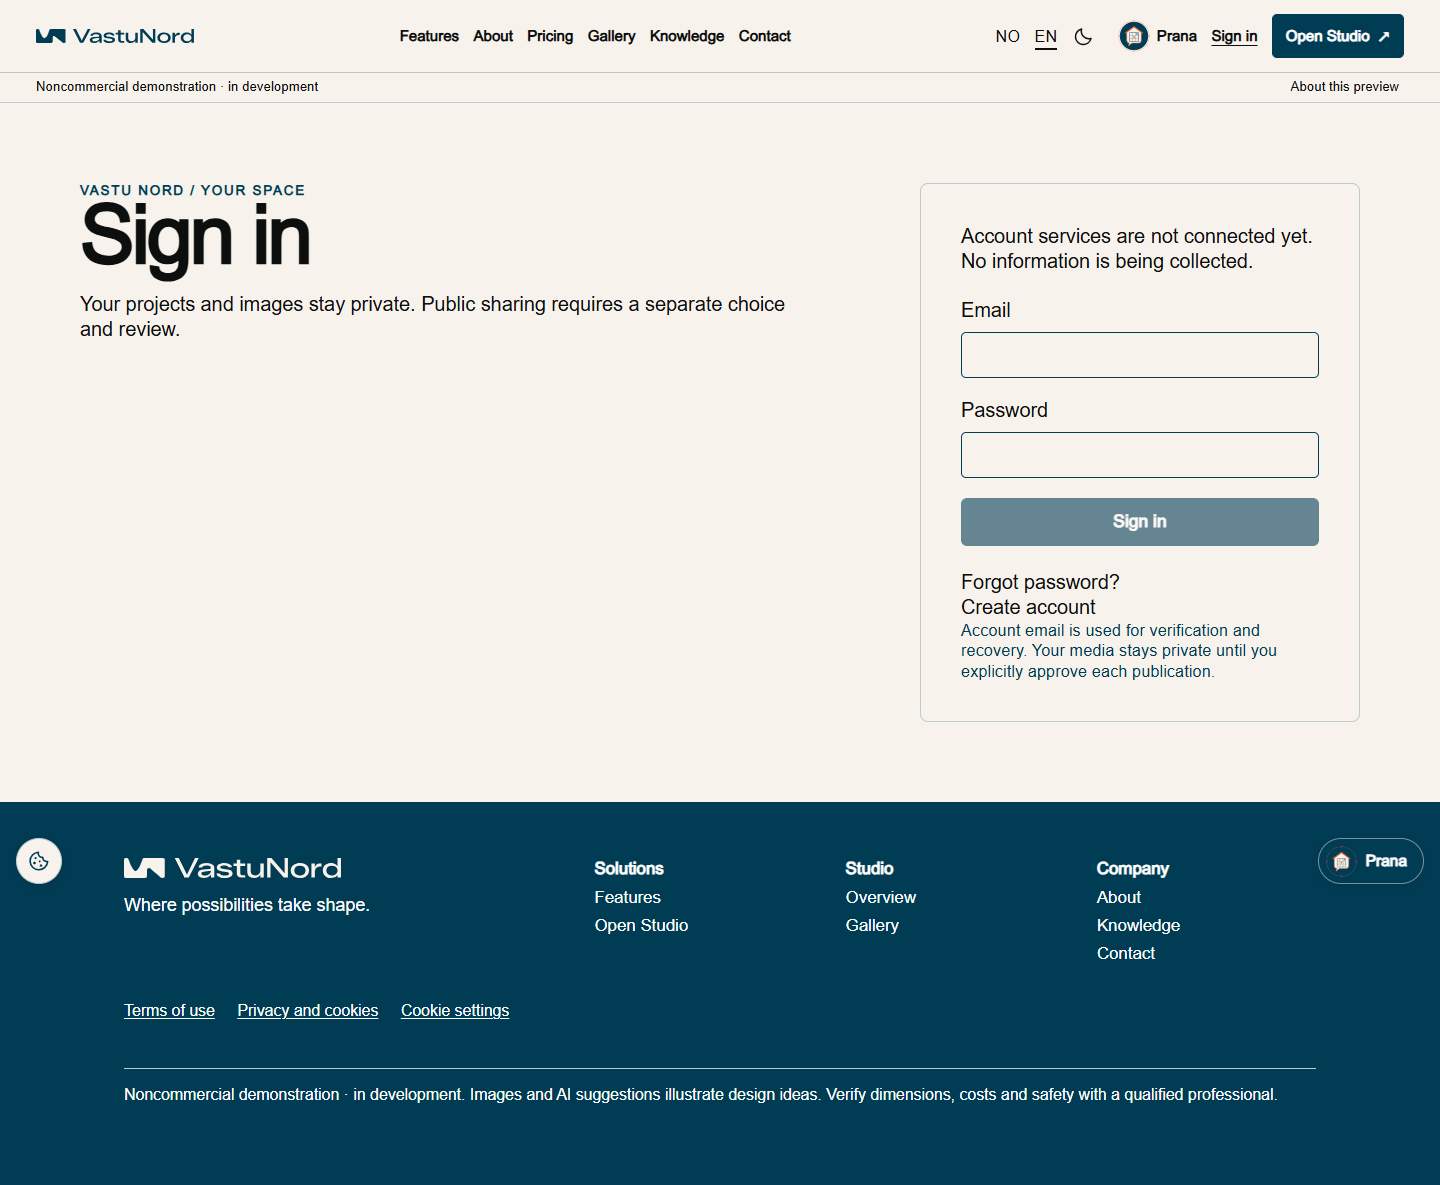 VastuNord
Features About Pricing Gallery Knowledge Contact
NO EN
Prana
Sign in
Open Studio ↗
Noncommercial demonstration · in development
About this preview
VASTU NORD / YOUR SPACE
Sign in
Your projects and images stay private. Public sharing requires a separate choice
and review.
Account services are not connected yet.
No information is being collected.
Email
Password
Sign in
Forgot password?
Create account
Account email is used for verification and
recovery. Your media stays private until you
explicitly approve each publication.
VastuNord
Where possibilities take shape.
Solutions
Features
Open Studio
Studio
Overview
Gallery
Company
About
Knowledge
Contact
Prana
Terms of use Privacy and cookies Cookie settings
Noncommercial demonstration · in development. Images and AI suggestions illustrate design ideas. Verify dimensions, costs and safety with a qualified professional.